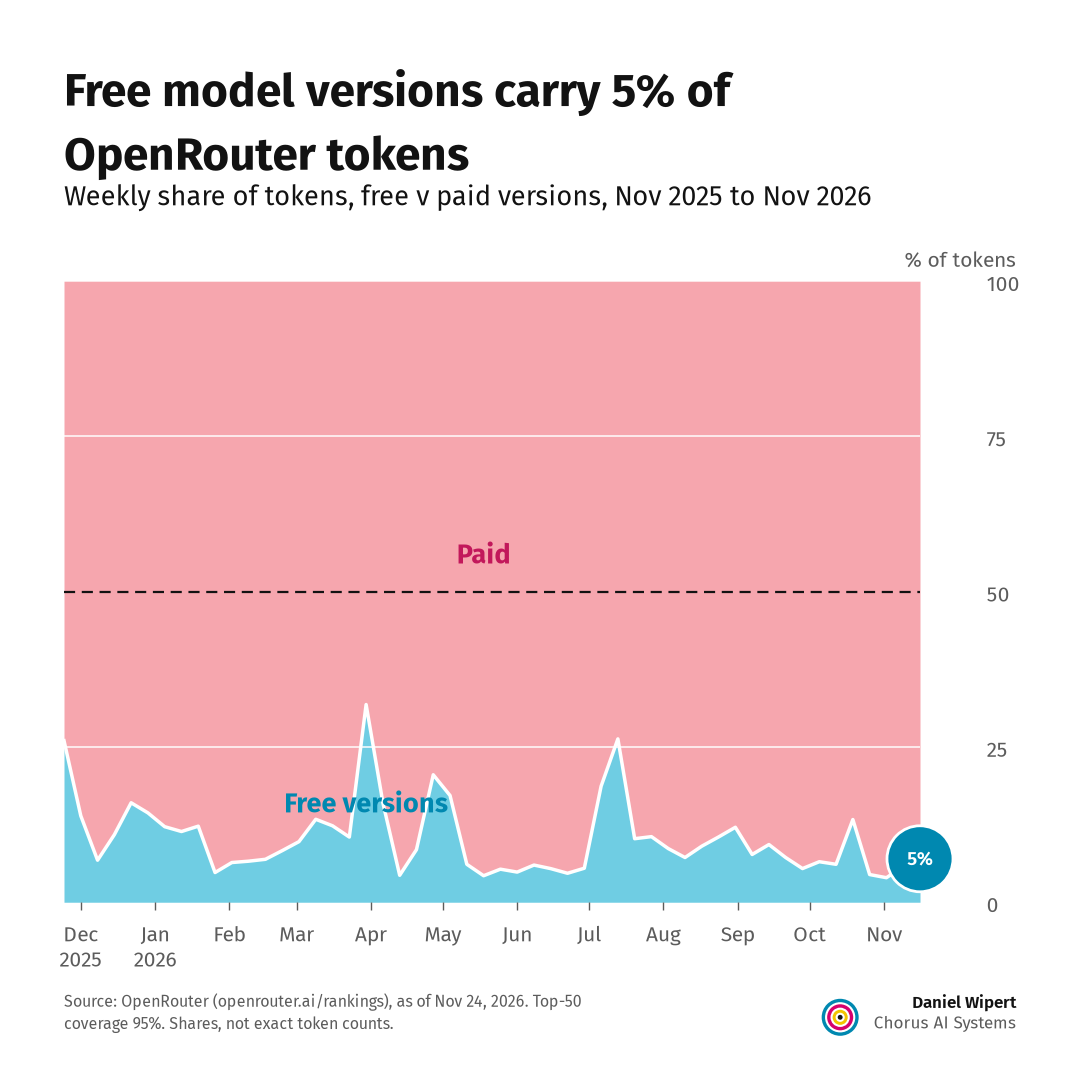 Free model versions carry 5% of
OpenRouter tokens
Weekly share of tokens, free v paid versions, Nov 2025 to Nov 2026
% of tokens
100
75
Paid
50
25
Free versions
5%
0
Dec Jan Feb Mar Apr May Jun Jul Aug Sep Oct Nov
2025 2026
Source: OpenRouter (openrouter.ai/rankings), as of Nov 24, 2026. Top-50
coverage 95%. Shares, not exact token counts.
Daniel Wipert
Chorus AI Systems